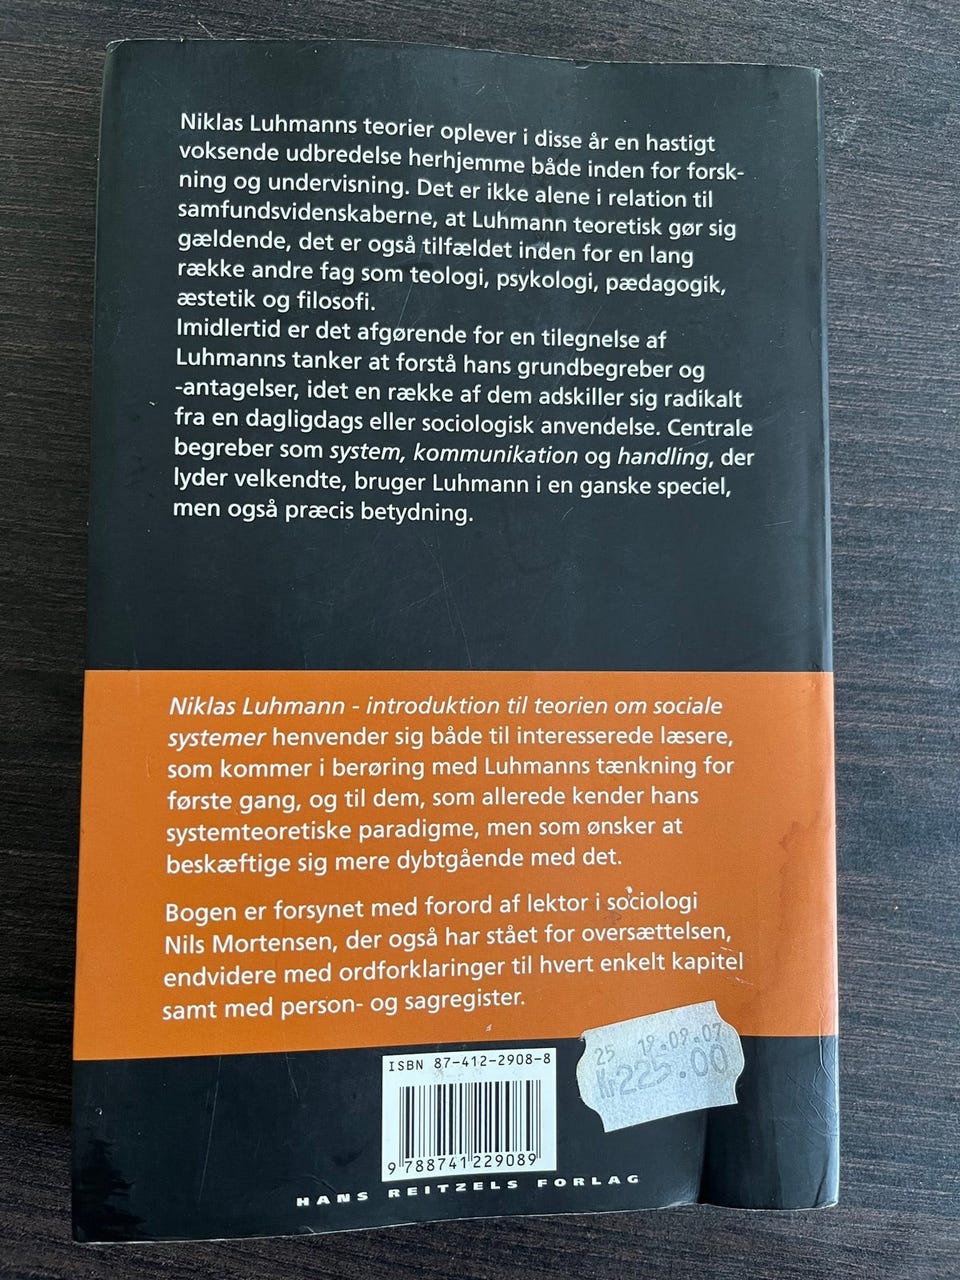 Niklas Luhmanns teorier oplever i disse år en hastigt
voksende udbredelse herhjemme både inden for forsk-
ning og undervisning. Det er ikke alene i relation til
samfundsvidenskaberne, at Luhmann teoretisk gør sig
gældende, det er også tilfældet inden for en lang
række andre fag som teologi, psykologi, pædagogik,
æstetik og filosofi.
Imidlertid er det afgørende for en tilegnelse af
Luhmanns tanker at forstå hans grundbegreber og
-antagelser, idet en række af dem adskiller sig radikalt
fra en dagligdags eller sociologisk anvendelse. Centrale
begreber som system, kommunikation og handling, der
lyder velkendte, bruger Luhmann i en ganske speciel,
men også præcis betydning.
Niklas Luhmann - introduktion til teorien om sociale
systemer henvender sig både til interesserede læsere,
som kommer i berøring med Luhmanns tænkning for
første gang, og til dem, som allerede kender hans
systemteoretiske paradigme, men som ønsker at
beskæftige sig mere dybtgående med det.
Bogen er forsynet med forord af lektor i sociologi
Nils Mortensen, der også har stået for oversættelsen,
endvidere med ordforklaringer til hvert enkelt kapitel
samt med person- og sagregister.
25 19.09.07
Kr225.00
ISBN 87-412-2908-8
9 788741 229089
HANS REITZELS FORLAG